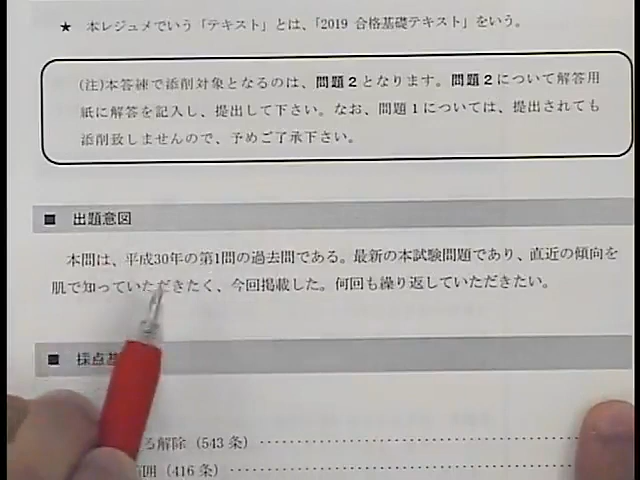 ★ 本レジュメでいう「テキスト」とは、「2019 合格基礎テキスト」をいう。
(注)本答練で添削対象となるのは、問題2となります。問題2について解答用
紙に解答を記入し、提出して下さい。なお、問題1については、提出されても
添削致しませんので、予めご了承下さい。
■ 出題意図
本問は、平成30年の第1問の過去問である。最新の本試験問題であり、直近の傾向を
肌で知っていただきたく、今回掲載した。何回も繰り返していただきたい。
■ 採点基
る解除（543 条）
囲（416 条）